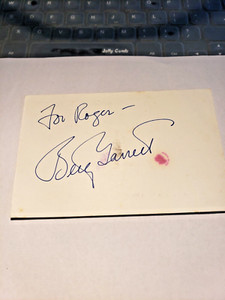 Jolly Comb
For Roger –
Betty Garrett